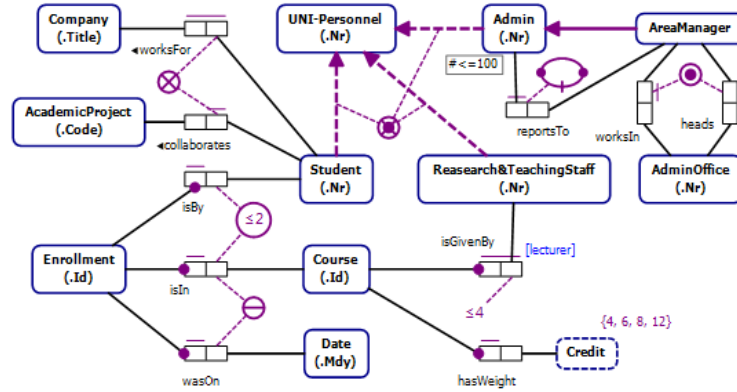 Company
(.Title)
UNI-Personnel
(.Nr)
Admin
(.Nr)
AreaManager
◄worksFor
#<=100
AcademicProject
(.Code)
reportsTo
worksIn
heads
◄collaborates
Student
(.Nr)
Reasearch&TeachingStaff
(.Nr)
AdminOffice
(.Nr)
isBy
≤2
isGivenBy
[lecturer]
Enrollment
(.Id)
Course
(.Id)
isIn
≤4
{4, 6, 8, 12}
Date
(.Mdy)
Credit
wasOn
hasWeight